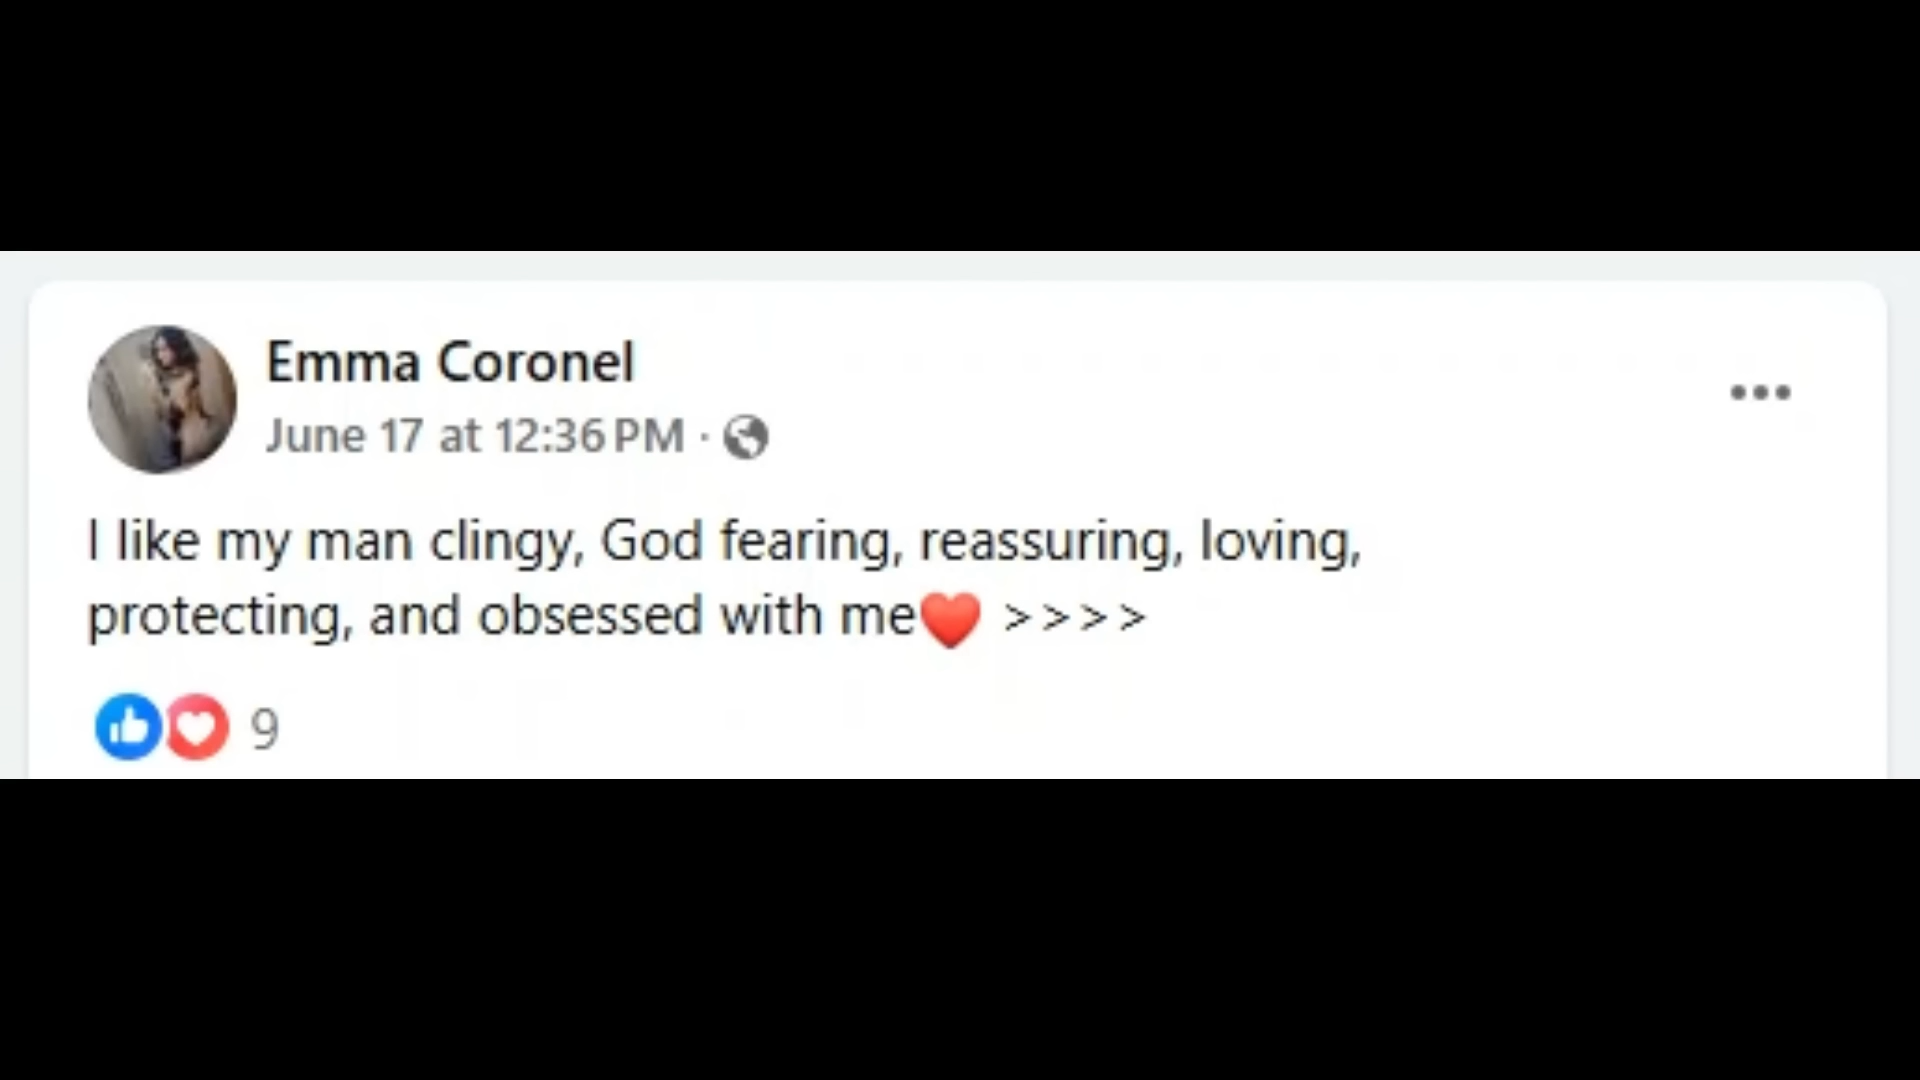 Emma Coronel
June 17 at 12:36 PM ·
I like my man clingy, God fearing, reassuring, loving,
protecting, and obsessed with me❤️ >>>>
9